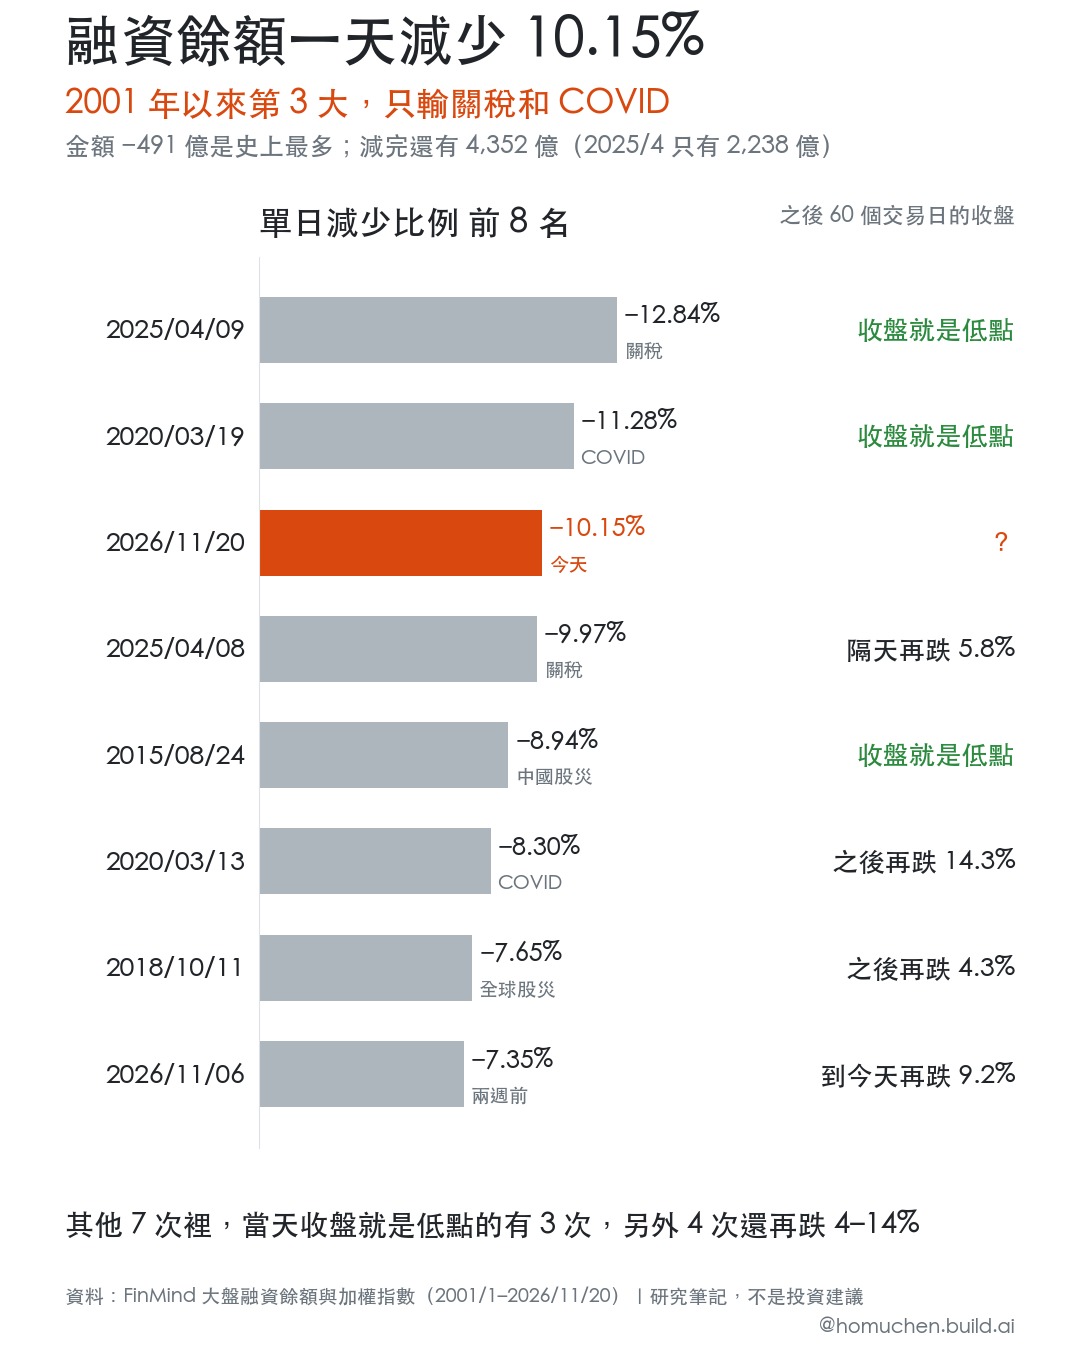 融資餘額一天減少 10.15%
2001 年以來第 3 大，只輸關稅和 COVID
金額 −491 億是史上最多；減完還有 4,352 億（2025/4 只有 2,238 億）
單日減少比例 前 8 名
之後 60 個交易日的收盤
2025/04/09
−12.84%
關稅
收盤就是低點
2020/03/19
−11.28%
COVID
收盤就是低點
2026/11/20
−10.15%
今天
?
2025/04/08
−9.97%
關稅
隔天再跌 5.8%
2015/08/24
−8.94%
中國股災
收盤就是低點
2020/03/13
−8.30%
COVID
之後再跌 14.3%
2018/10/11
−7.65%
全球股災
之後再跌 4.3%
2026/11/06
−7.35%
兩週前
到今天再跌 9.2%
其他 7 次裡，當天收盤就是低點的有 3 次，另外 4 次還再跌 4–14%
資料：FinMind 大盤融資餘額與加權指數（2001/1–2026/11/20）｜研究筆記，不是投資建議
@homuchen.build.ai